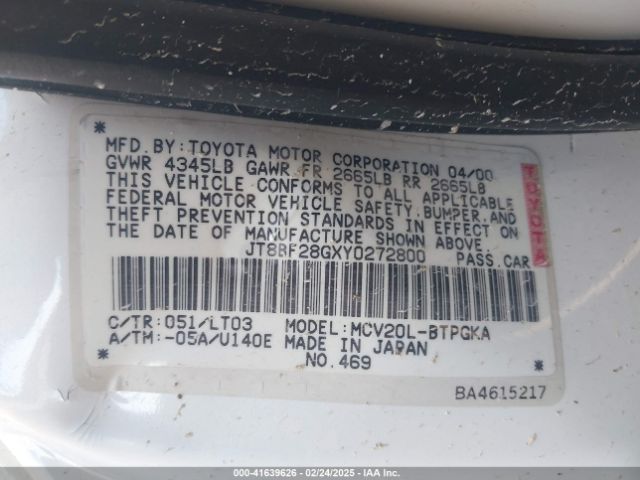 MFD.BY:TOYOTA MOTOR CORPORATION 04/00
GVWR 4345LB GAWR FR 2665LB RR 2665LB
THIS VEHICLE CONFORMS TO ALL APPLICABLE
FEDERAL MOTOR VEHICLE SAFETY,BUMPER,AND
THEFT PREVENTION STANDARDS IN EFFECT ON
THE DATE OF MANUFACTURE SHOWN ABOVE.
JT8BF28GXY0272800 PASS.CAR
TOYOTA
C/TR:051/LT03 MODEL:MCV20L-BTPGKA
A/TM:-05A/U140E MADE IN JAPAN
NO.469
BA4615217
000-41639626 - 02/24/2025 - IAA Inc.